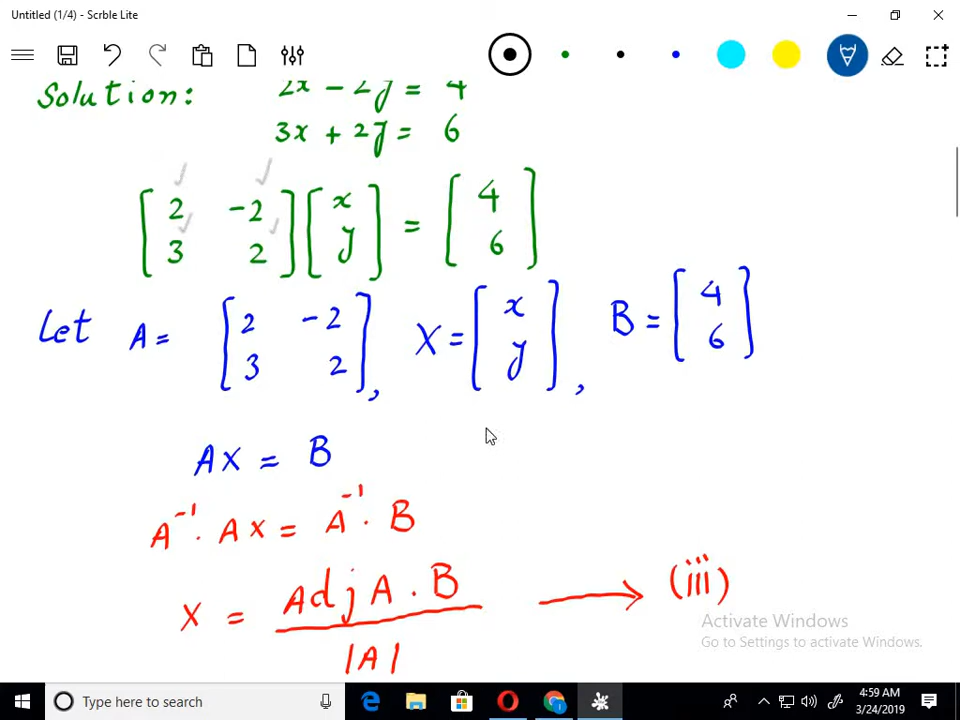 Untitled (1/4) - Scrble Lite
Solution: 2x - 2y = 4
3x + 2y = 6
[2 -2] [x] = [4]
[3 2] [y] [6]
Let A = [2 -2], X = [x], B = [4]
[3 2] [y] [6]
AX = B
A⁻¹ · AX = A⁻¹ · B
X = Adj A · B ⟶ (iii)
|A|
Activate Windows
Go to Settings to activate Windows.
Type here to search
4:59 AM
3/24/2019